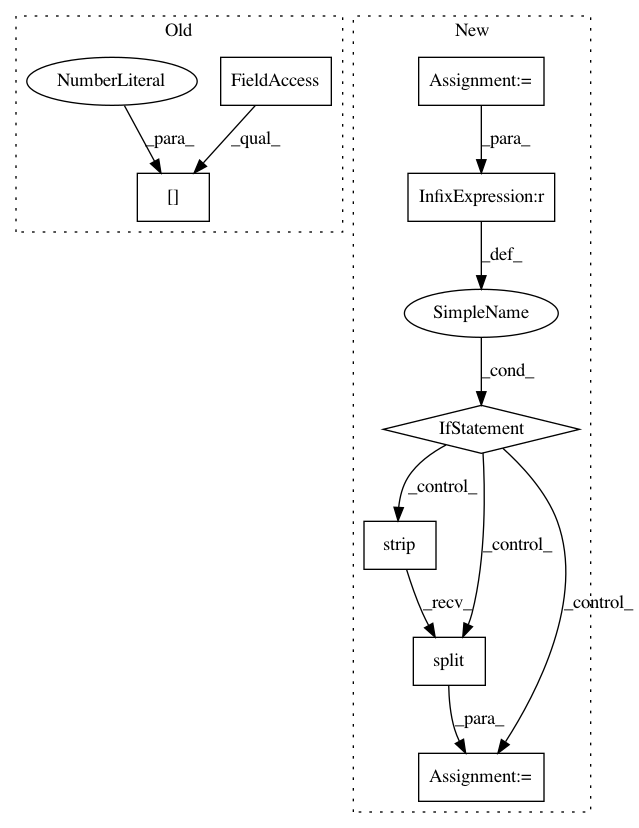 Old
New
NumberLiteral
FieldAccess
Assignment:=
_para_
_qual_
_para_
[]
InfixExpression:r
_def_
SimpleName
_cond_
IfStatement
_control_
strip
_control_
_control_
_recv_
split
_para_
Assignment:=